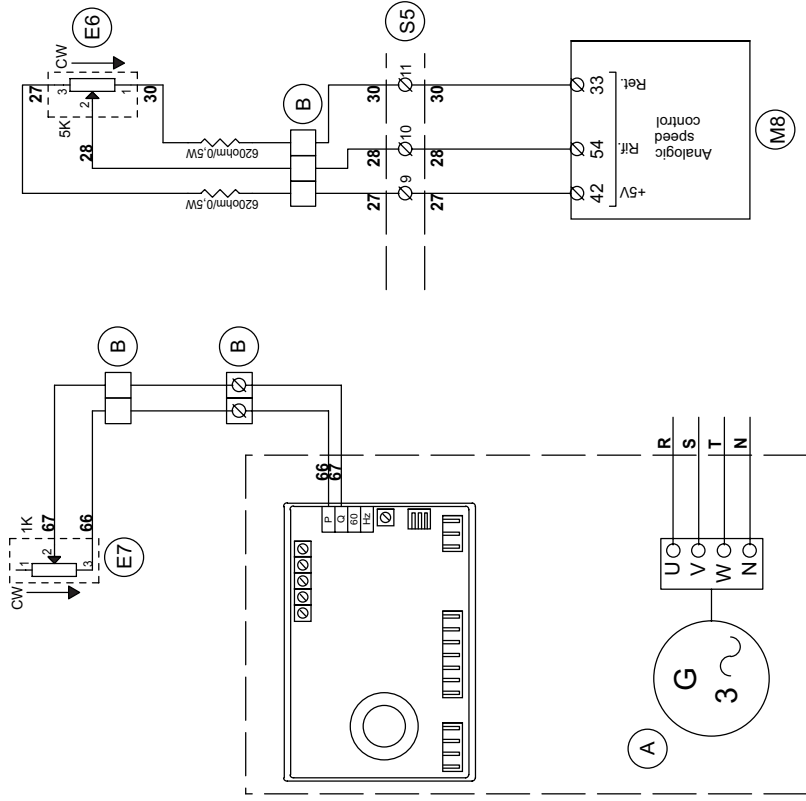 E6
CW
27
3
2
1
5K
30
28
620ohm/0,5W
620ohm/0,5W
B
S5
30
28
27
11
10
9
30
28
27
33
54
42
Ret.
Rif.
+5V
Analogic
speed
control
M8
B
B
1K
67
66
CW
1
2
3
E7
66
67
P
Q
60
Hz
R
S
T
N
U
V
W
N
G
3
A